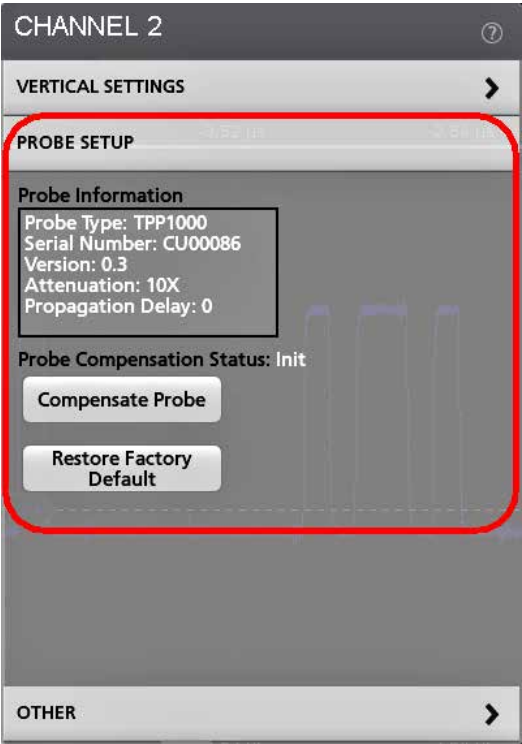 CHANNEL 2
?
VERTICAL SETTINGS
PROBE SETUP
Probe Information
Probe Type: TPP1000
Serial Number: CU00086
Version: 0.3
Attenuation: 10X
Propagation Delay: 0
Probe Compensation Status: Init
Compensate Probe
Restore Factory
Default
OTHER